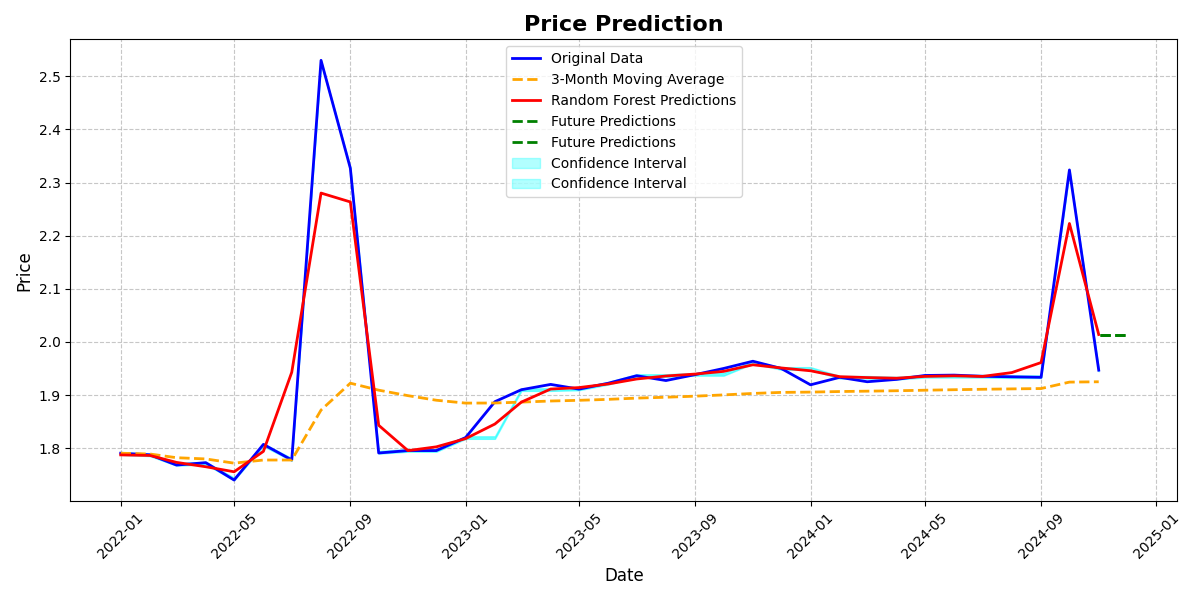 Price Prediction
Original Data
3-Month Moving Average
Random Forest Predictions
Future Predictions
Future Predictions
Confidence Interval
Confidence Interval
Price
2.5
2.4
2.3
2.2
2.1
2.0
1.9
1.8
2022-01
2022-05
2022-09
2023-01
2023-05
2023-09
2024-01
2024-05
2024-09
2025-01
Date